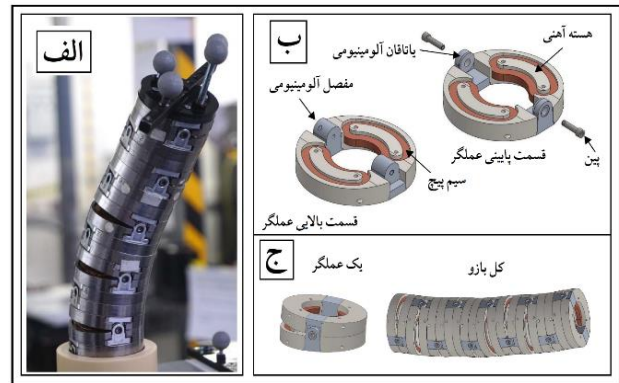 الف
ب
هسته آهنی
یاتاقان آلومینیومی
مفصل آلومینیومی
قسمت پایینی عملگر
پین
سیم پیچ
قسمت بالایی عملگر
ج
یک عملگر
کل بازو